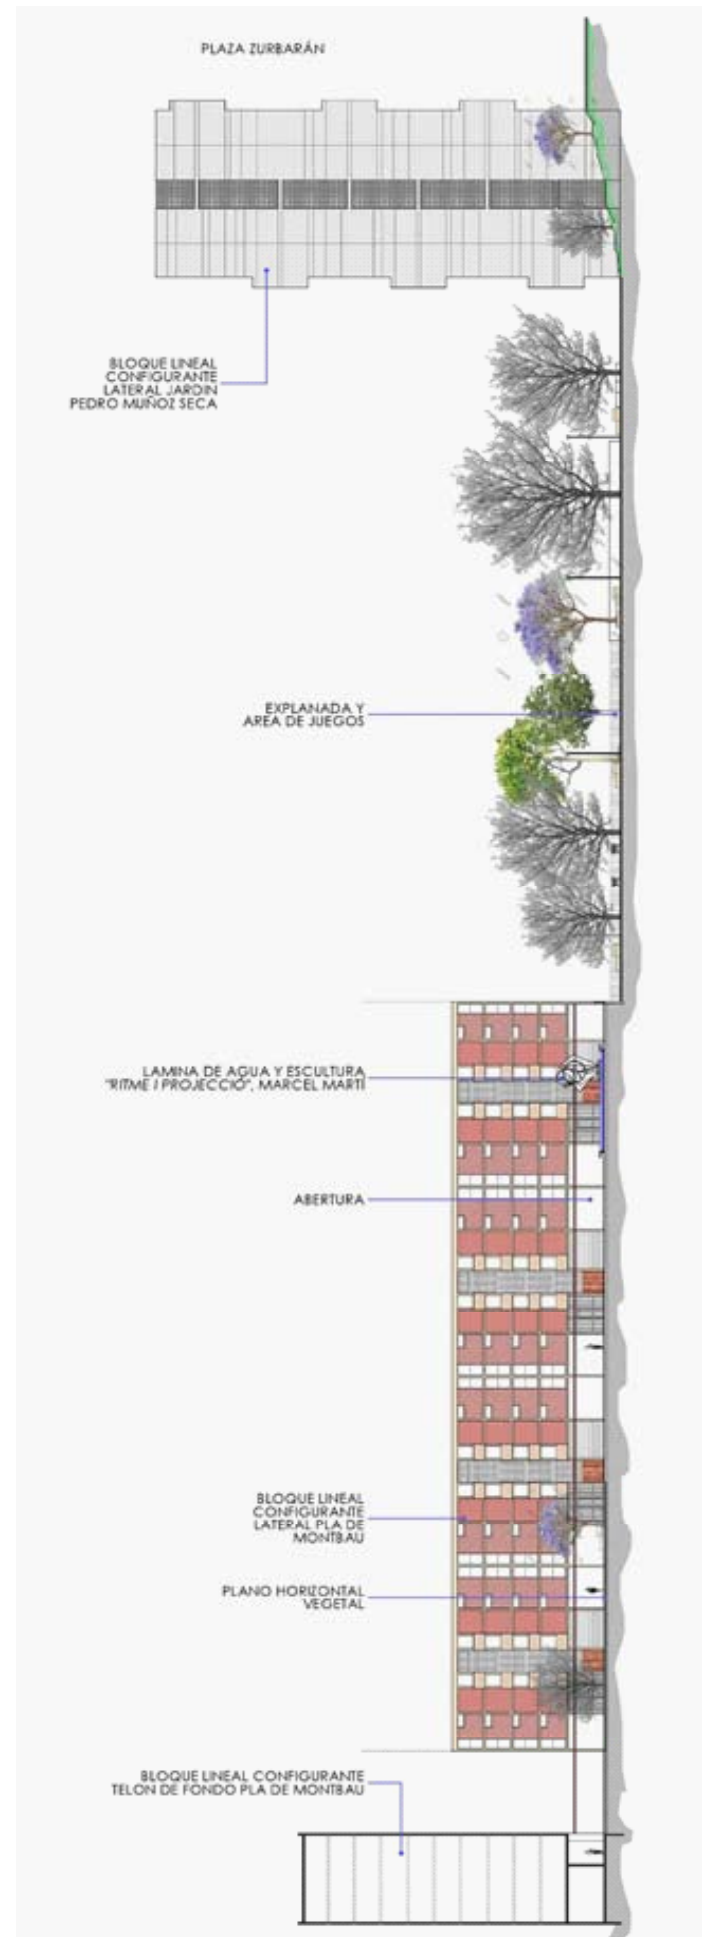 PLAZA ZURBARÁN
BLOQUE LINEAL
CONFIGURANTE
LATERAL JARDIN
PEDRO MUÑOZ SECA
EXPLANADA Y
AREA DE JUEGOS
LAMINA DE AGUA Y ESCULTURA
"RITME I PROJECCIÓ", MARCEL MARTÍ
ABERTURA
BLOQUE LINEAL
CONFIGURANTE
LATERAL PLA DE
MONTBAU
PLANO HORIZONTAL
VEGETAL
BLOQUE LINEAL CONFIGURANTE
TELON DE FONDO PLA DE MONTBAU